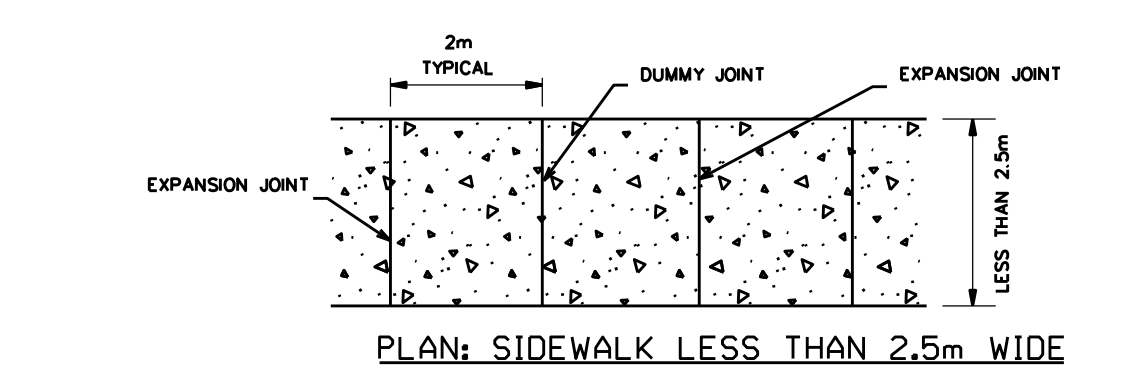 2m
TYPICAL
DUMMY JOINT
EXPANSION JOINT
EXPANSION JOINT
LESS THAN 2.5m
PLAN: SIDEWALK LESS THAN 2.5m WIDE